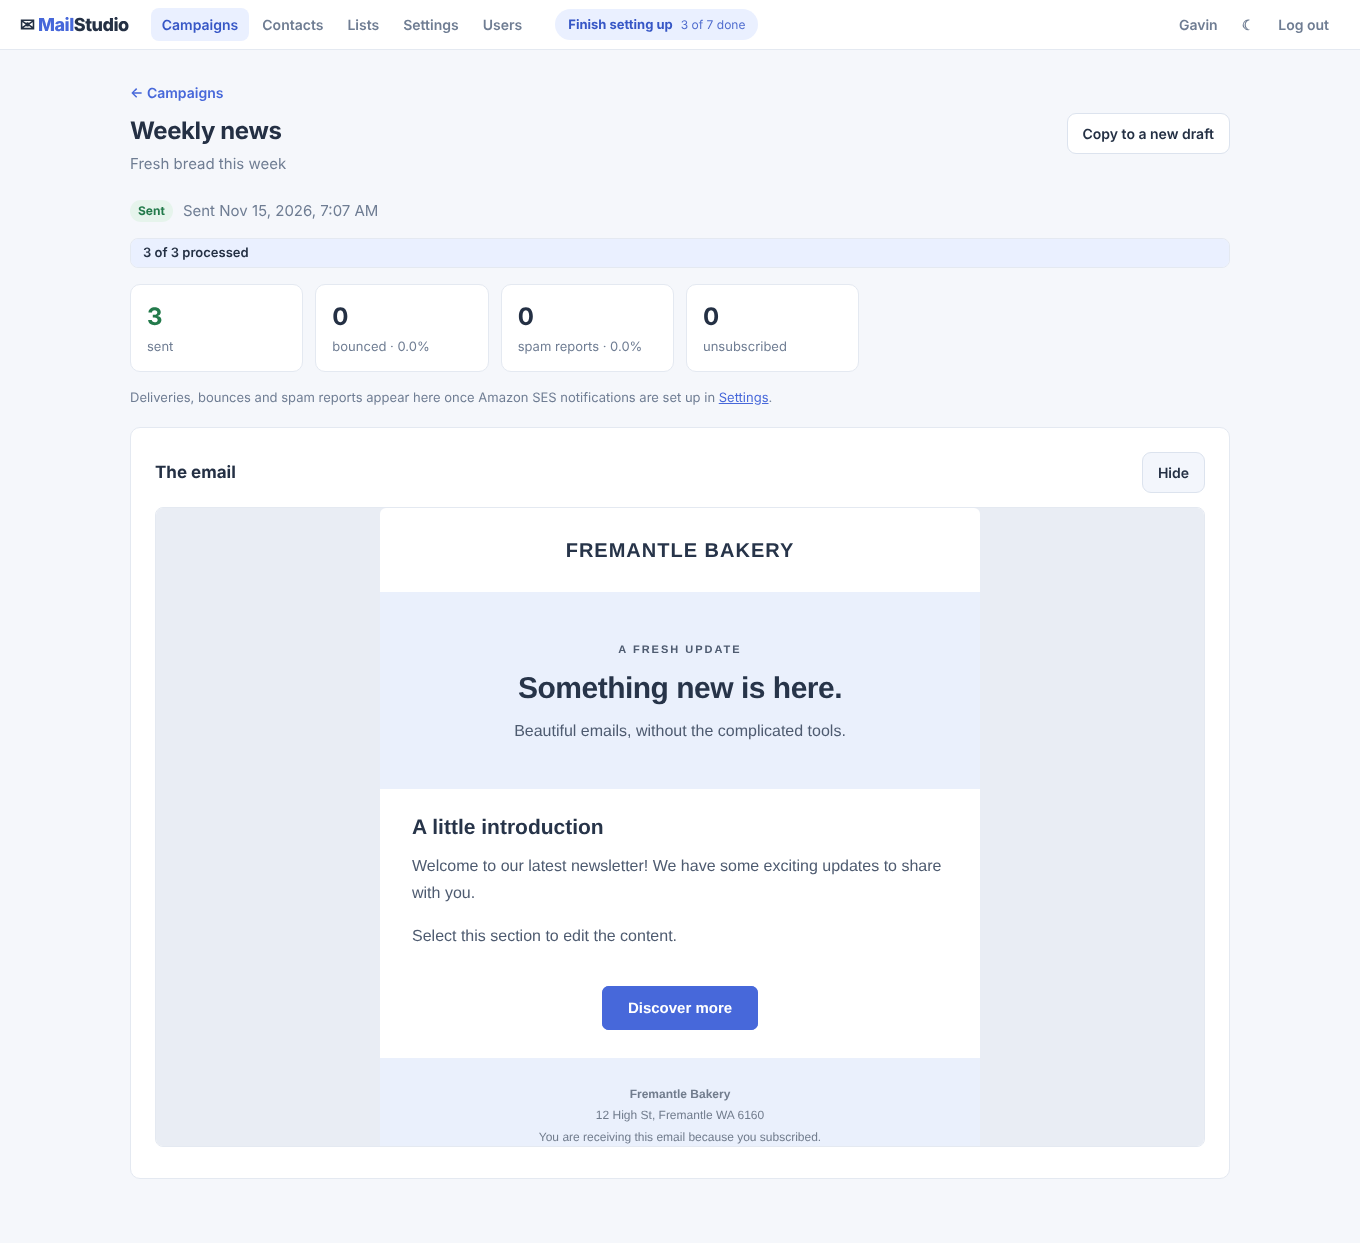 ✉ MailStudio Campaigns Contacts Lists Settings Users Finish setting up 3 of 7 done Gavin ☾ Log out
← Campaigns
Weekly news
Copy to a new draft
Fresh bread this week
Sent Sent Nov 15, 2026, 7:07 AM
3 of 3 processed
3 0 0 0
sent bounced · 0.0% spam reports · 0.0% unsubscribed
Deliveries, bounces and spam reports appear here once Amazon SES notifications are set up in Settings.
The email Hide
FREMANTLE BAKERY
A FRESH UPDATE
Something new is here.
Beautiful emails, without the complicated tools.
A little introduction
Welcome to our latest newsletter! We have some exciting updates to share
with you.
Select this section to edit the content.
Discover more
Fremantle Bakery
12 High St, Fremantle WA 6160
You are receiving this email because you subscribed.